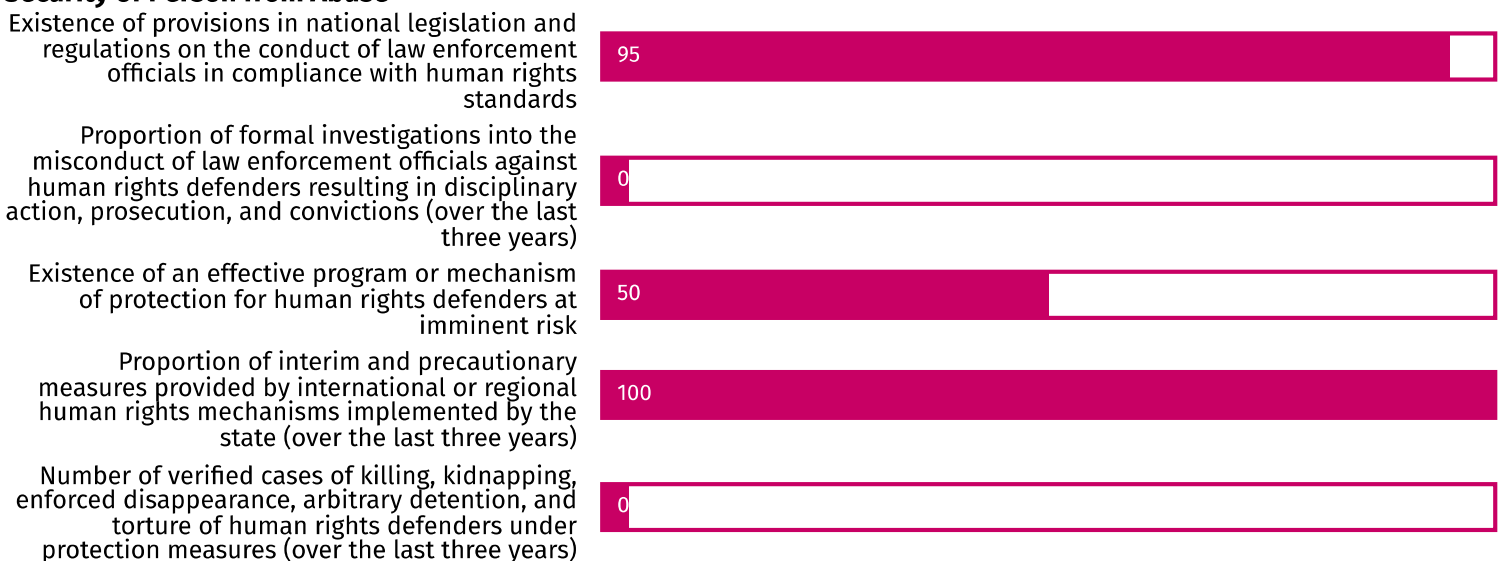 Existence of provisions in national legislation and
regulations on the conduct of law enforcement
officials in compliance with human rights
standards
95
Proportion of formal investigations into the
misconduct of law enforcement officials against
human rights defenders resulting in disciplinary
action, prosecution, and convictions (over the last
three years)
0
Existence of an effective program or mechanism
of protection for human rights defenders at
imminent risk
50
Proportion of interim and precautionary
measures provided by international or regional
human rights mechanisms implemented by the
state (over the last three years)
100
Number of verified cases of killing, kidnapping,
enforced disappearance, arbitrary detention, and
torture of human rights defenders under
protection measures (over the last three years)
0